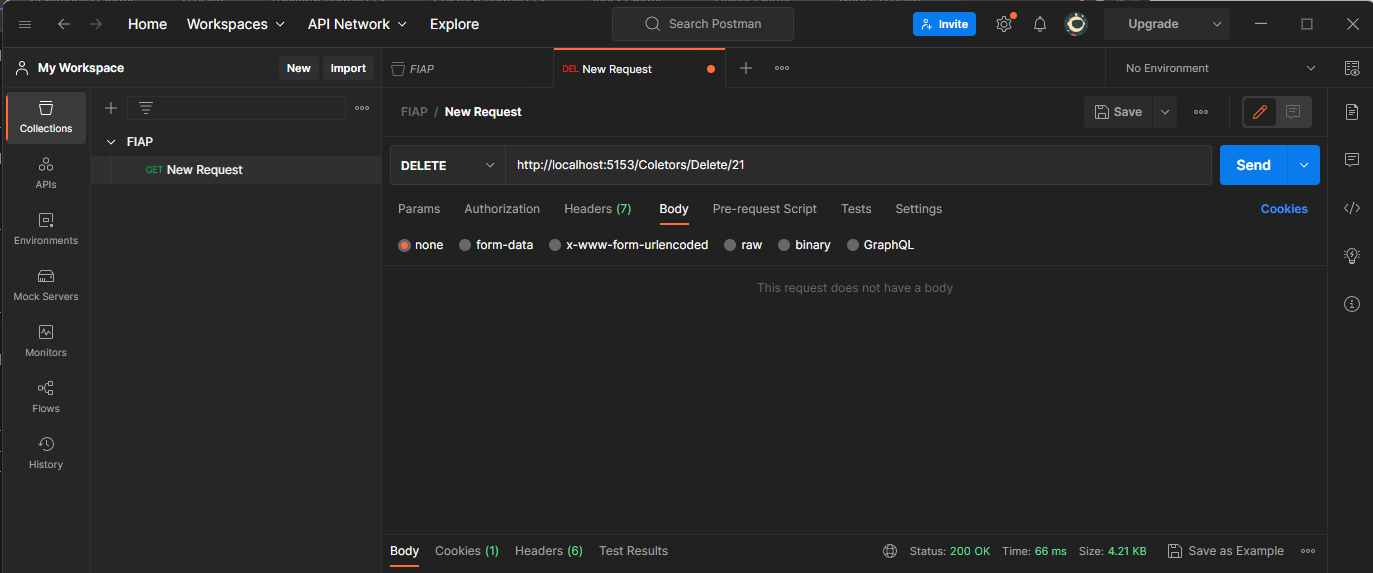 Home Workspaces API Network Explore Search Postman Invite Upgrade
My Workspace New Import FIAP DEL New Request No Environment
Collections
APIs
Environments
Mock Servers
Monitors
Flows
History
FIAP
GET New Request
FIAP / New Request Save
DELETE http://localhost:5153/Coletors/Delete/21 Send
Params Authorization Headers (7) Body Pre-request Script Tests Settings Cookies
none form-data x-www-form-urlencoded raw binary GraphQL
This request does not have a body
Body Cookies (1) Headers (6) Test Results Status: 200 OK Time: 66 ms Size: 4.21 KB Save as Example